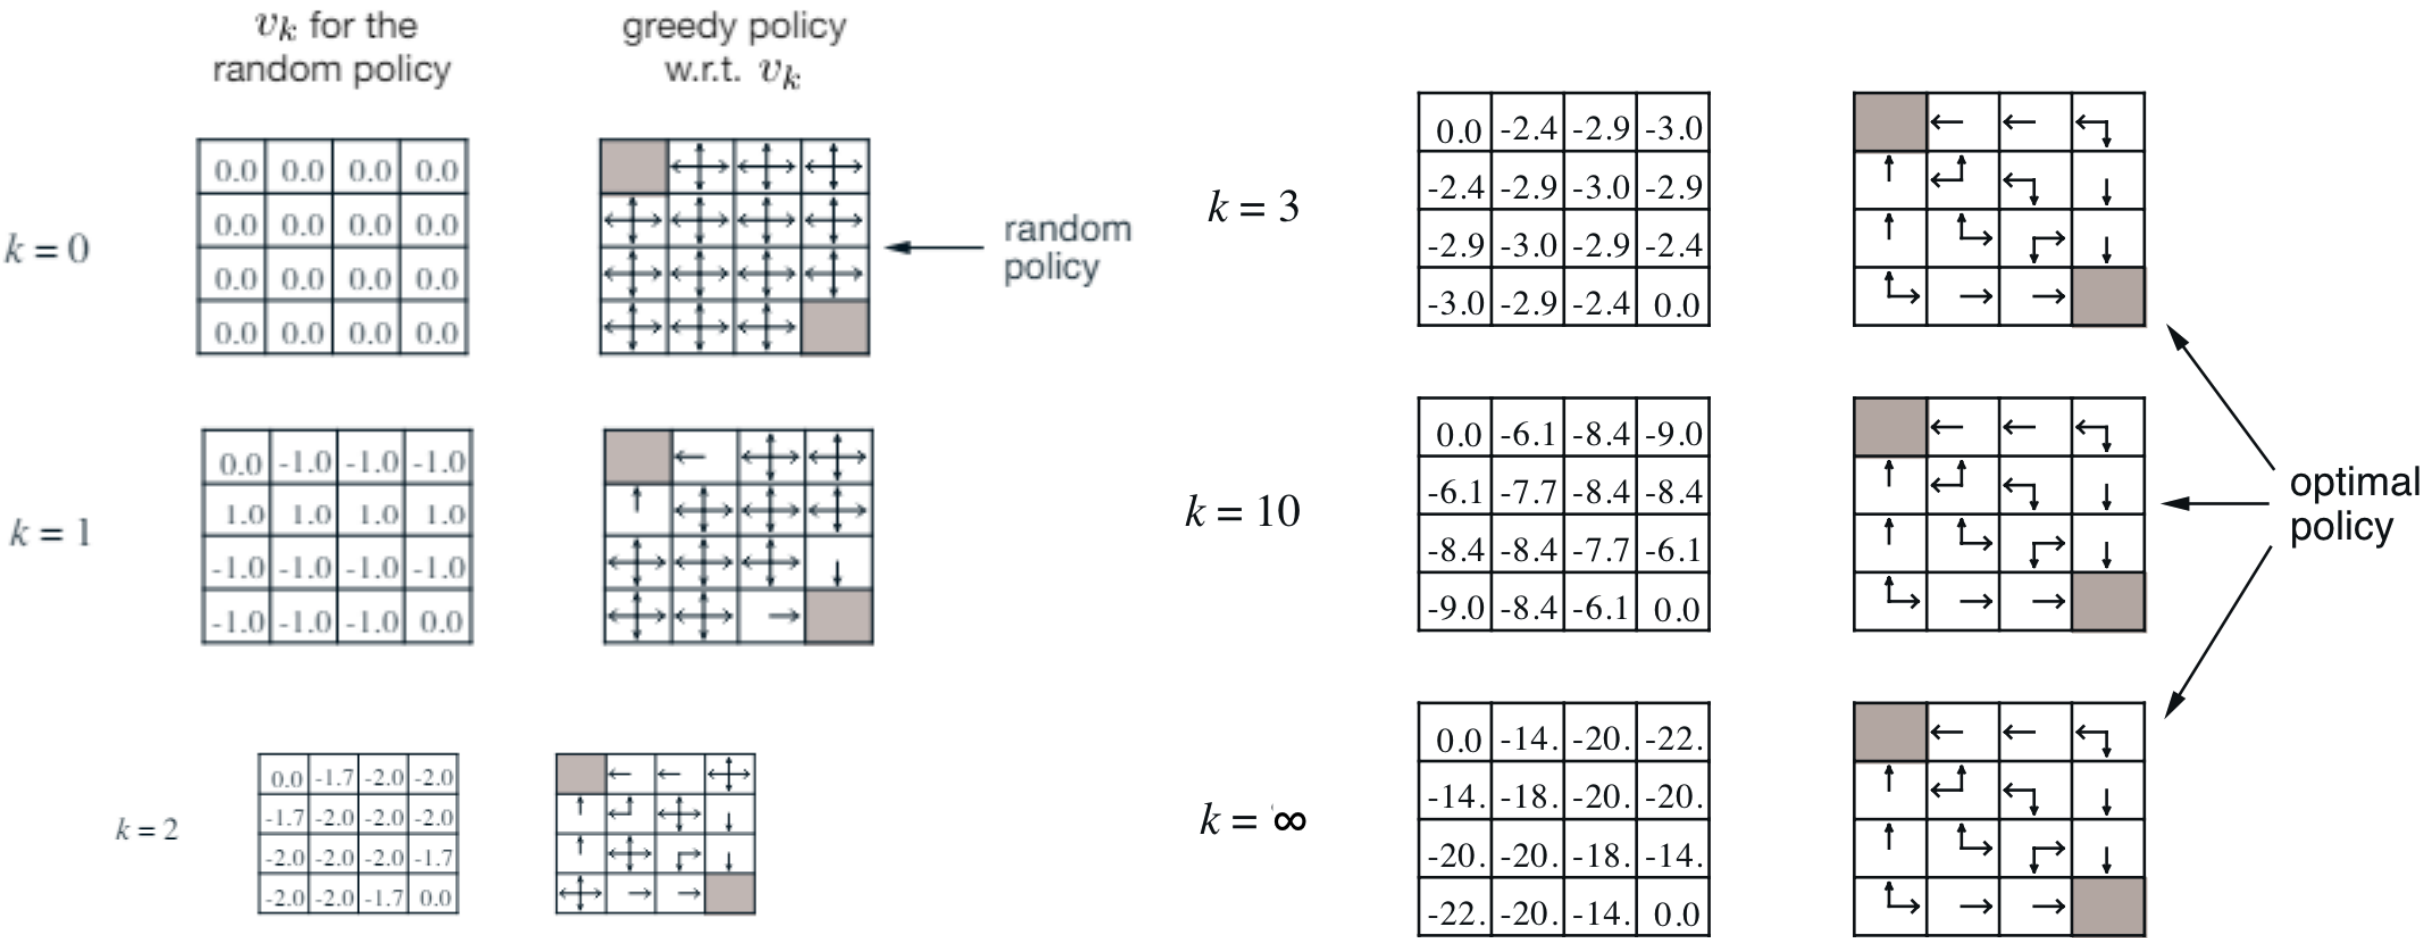 v_k for the
random policy
greedy policy
w.r.t. v_k
k = 0
0.0 0.0 0.0 0.0
0.0 0.0 0.0 0.0
0.0 0.0 0.0 0.0
0.0 0.0 0.0 0.0
random
policy
k = 1
0.0 -1.0 -1.0 -1.0
1.0 1.0 1.0 1.0
-1.0 -1.0 -1.0 -1.0
-1.0 -1.0 -1.0 0.0
k = 2
0.0 -1.7 -2.0 -2.0
-1.7 -2.0 -2.0 -2.0
-2.0 -2.0 -2.0 -1.7
-2.0 -2.0 -1.7 0.0
k = 3
0.0 -2.4 -2.9 -3.0
-2.4 -2.9 -3.0 -2.9
-2.9 -3.0 -2.9 -2.4
-3.0 -2.9 -2.4 0.0
k = 10
0.0 -6.1 -8.4 -9.0
-6.1 -7.7 -8.4 -8.4
-8.4 -8.4 -7.7 -6.1
-9.0 -8.4 -6.1 0.0
optimal
policy
k = ∞
0.0 -14. -20. -22.
-14. -18. -20. -20.
-20. -20. -18. -14.
-22. -20. -14. 0.0